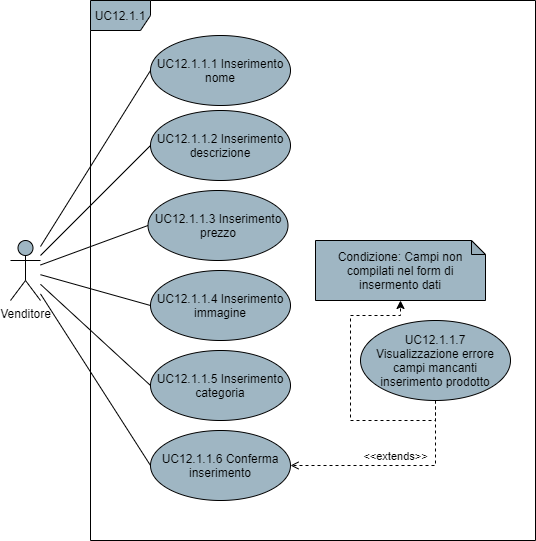 UC12.1.1
UC12.1.1.1 Inserimento
nome
UC12.1.1.2 Inserimento
descrizione
UC12.1.1.3 Inserimento
prezzo
Condizione: Campi non
compilati nel form di
insermento dati
Venditore
UC12.1.1.4 Inserimento
immagine
UC12.1.1.7
Visualizzazione errore
campi mancanti
inserimento prodotto
UC12.1.1.5 Inserimento
categoria
UC12.1.1.6 Conferma
inserimento
<<extends>>